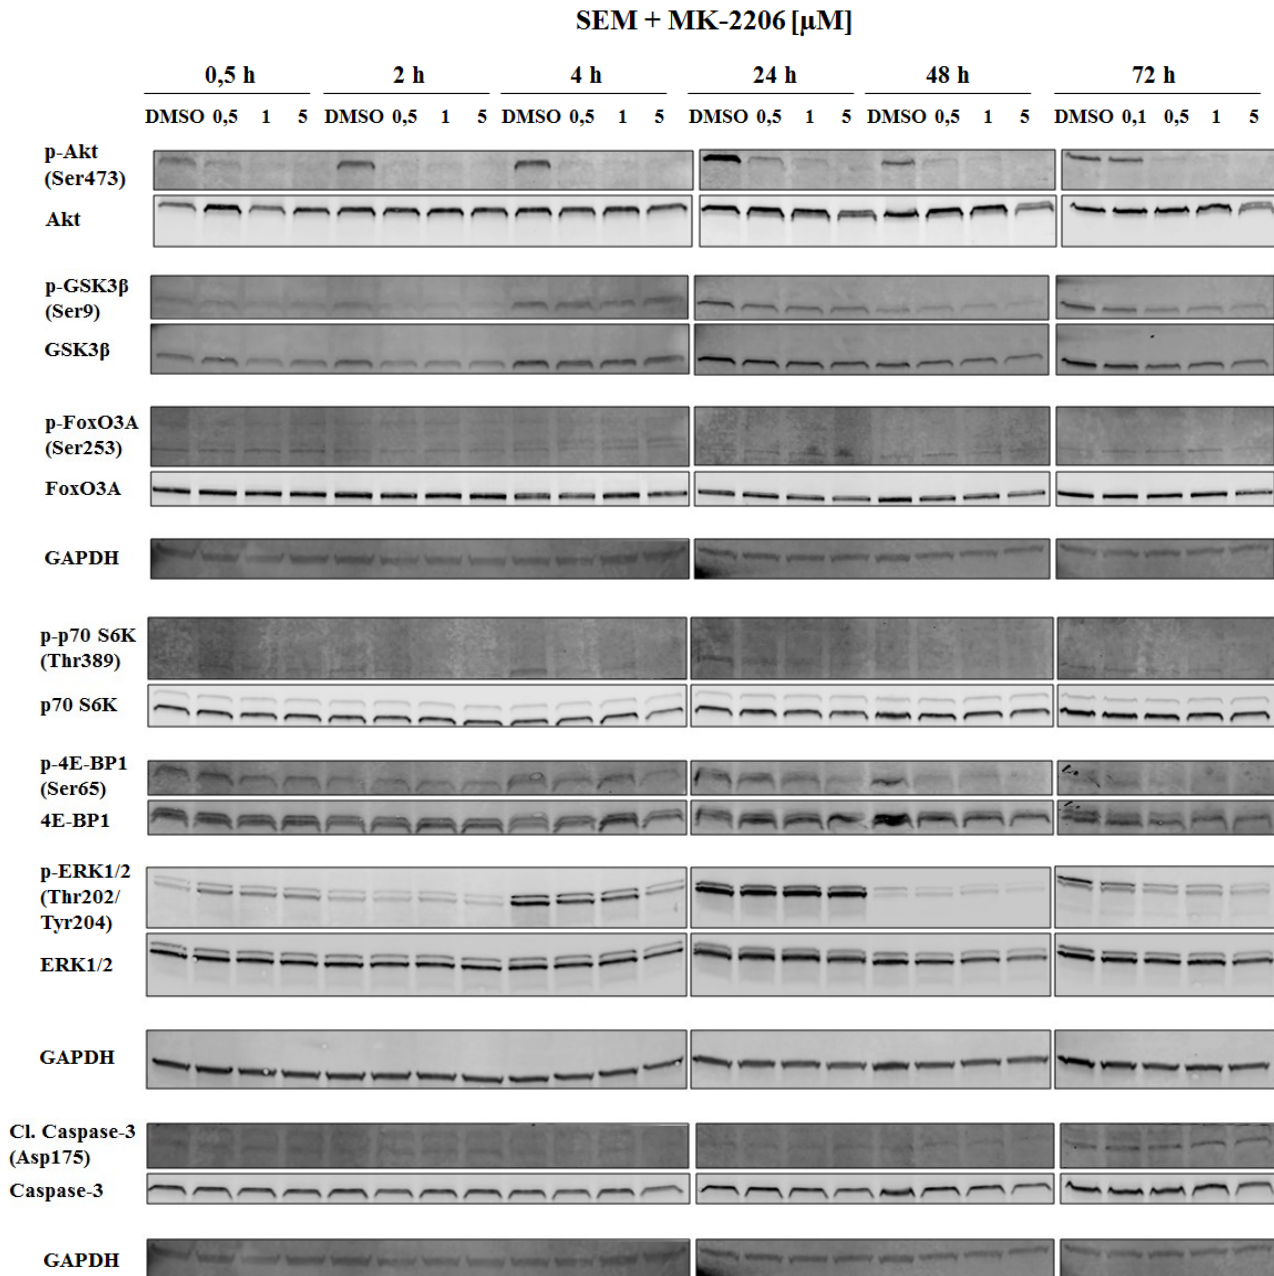 SEM + MK-2206 [µM]
0,5 h 2 h 4 h 24 h 48 h 72 h
DMSO 0,5 1 5 DMSO 0,5 1 5 DMSO 0,5 1 5 DMSO 0,5 1 5 DMSO 0,5 1 5 DMSO 0,1 0,5 1 5
p-Akt
(Ser473)
Akt
p-GSK3β
(Ser9)
GSK3β
p-FoxO3A
(Ser253)
FoxO3A
GAPDH
p-p70 S6K
(Thr389)
p70 S6K
p-4E-BP1
(Ser65)
4E-BP1
p-ERK1/2
(Thr202/
Tyr204)
ERK1/2
GAPDH
Cl. Caspase-3
(Asp175)
Caspase-3
GAPDH